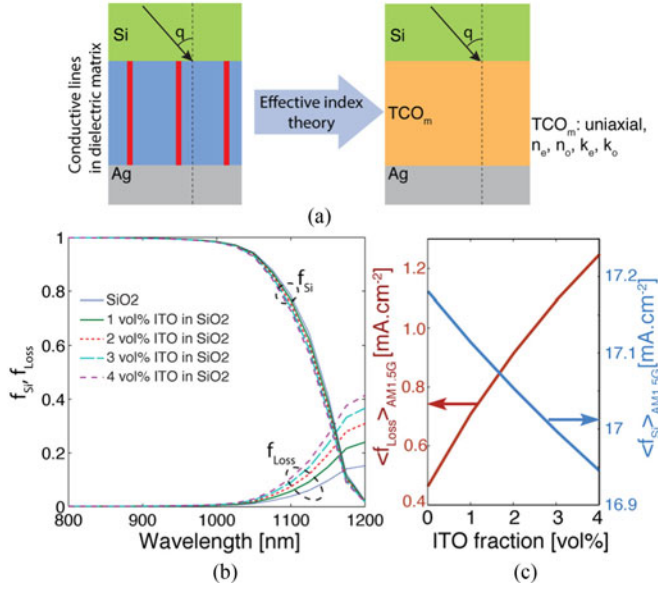 Si
q
Conductive lines
in dielectric matrix
Ag
Effective index
theory
Si
q
TCOm
Ag
TCOm: uniaxial,
ne, no, ke, ko
(a)
fSi, fLoss
1
0.8
0.6
0.4
0.2
0
800
900
1000
1100
1200
Wavelength [nm]
fSi
fLoss
SiO2
1 vol% ITO in SiO2
2 vol% ITO in SiO2
3 vol% ITO in SiO2
4 vol% ITO in SiO2
(b)
<fLoss>AM1.5G [mA.cm-2]
1.2
1.0
0.8
0.6
0.4
0
1
2
3
4
ITO fraction [vol%]
17.2
17.1
17
16.9
<fSi>AM1.5G[mA.cm-2]
(c)